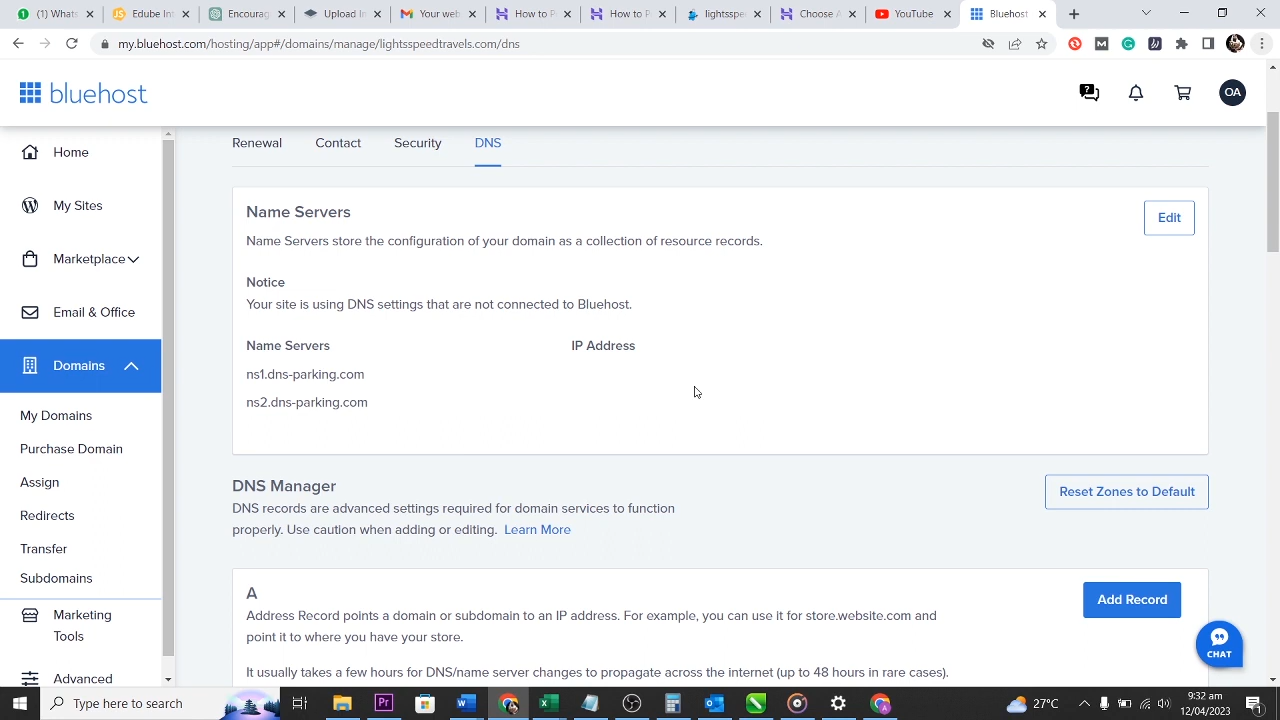 (1) Whats
Edube Int
Encourag
Upload In
Your web
How to c
How to P
lightsspe
Choose A
YouTube
Bluehost
my.bluehost.com/hosting/app#/domains/manage/lightsspeedtravels.com/dns
bluehost
OA
Home
My Sites
Marketplace
Email & Office
Domains
My Domains
Purchase Domain
Assign
Redirects
Transfer
Subdomains
Marketing
Tools
Advanced
Renewal
Contact
Security
DNS
Name Servers
Edit
Name Servers store the configuration of your domain as a collection of resource records.
Notice
Your site is using DNS settings that are not connected to Bluehost.
Name Servers
IP Address
ns1.dns-parking.com
ns2.dns-parking.com
DNS Manager
Reset Zones to Default
DNS records are advanced settings required for domain services to function
properly. Use caution when adding or editing. Learn More
A
Add Record
Address Record points a domain or subdomain to an IP address. For example, you can use it for store.website.com and
point it to where you have your store.
It usually takes a few hours for DNS/name server changes to propagate across the internet (up to 48 hours in rare cases).
CHAT
Type here to search
27°C
9:32 am
12/04/2023